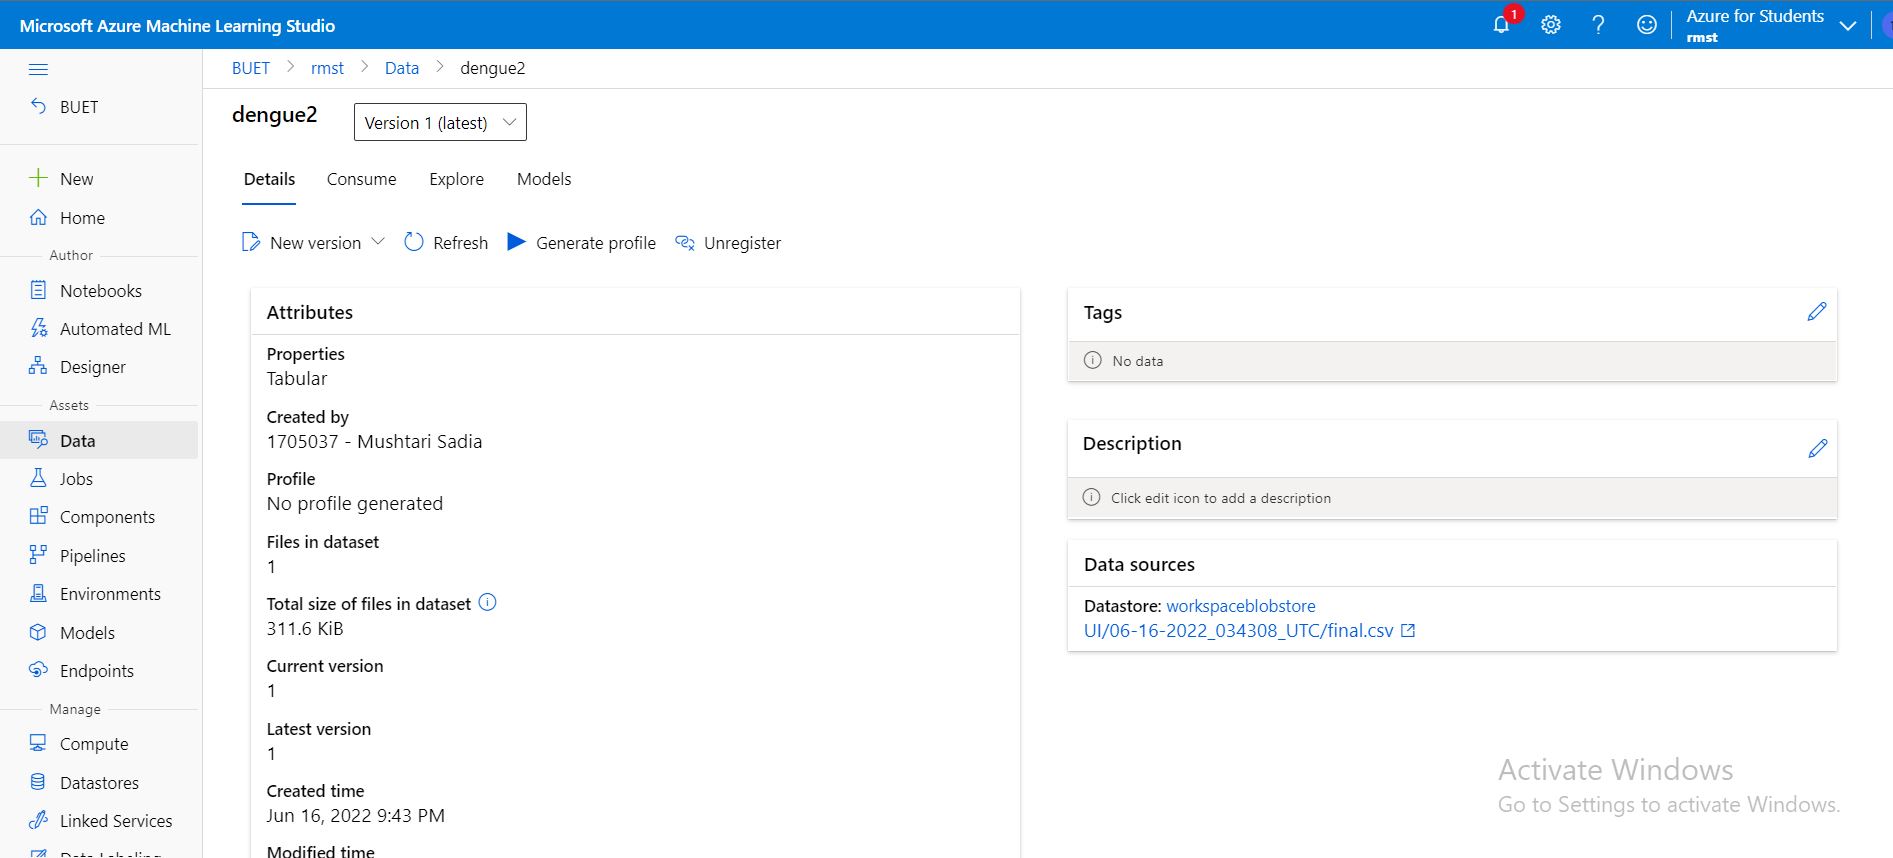 Microsoft Azure Machine Learning Studio
1
Azure for Students
rmst
BUET
BUET > rmst > Data > dengue2
dengue2
Version 1 (latest)
Details Consume Explore Models
New version Refresh Generate profile Unregister
New
Home
Author
Notebooks
Automated ML
Designer
Assets
Data
Jobs
Components
Pipelines
Environments
Models
Endpoints
Manage
Compute
Datastores
Linked Services
Data Labeling
Attributes
Properties
Tabular
Created by
1705037 - Mushtari Sadia
Profile
No profile generated
Files in dataset
1
Total size of files in dataset
311.6 KiB
Current version
1
Latest version
1
Created time
Jun 16, 2022 9:43 PM
Modified time
Tags
No data
Description
Click edit icon to add a description
Data sources
Datastore: workspaceblobstore
UI/06-16-2022_034308_UTC/final.csv
Activate Windows
Go to Settings to activate Windows.